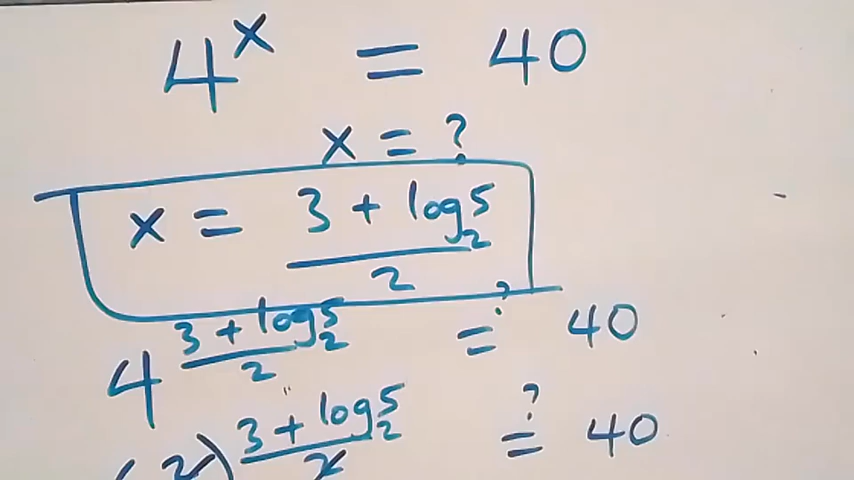 4^x = 40
x = ?
x = (3 + log₂5)/2
4^((3 + log₂5)/2) ≟ 40
(2²)^((3 + log₂5)/2) ≟ 40